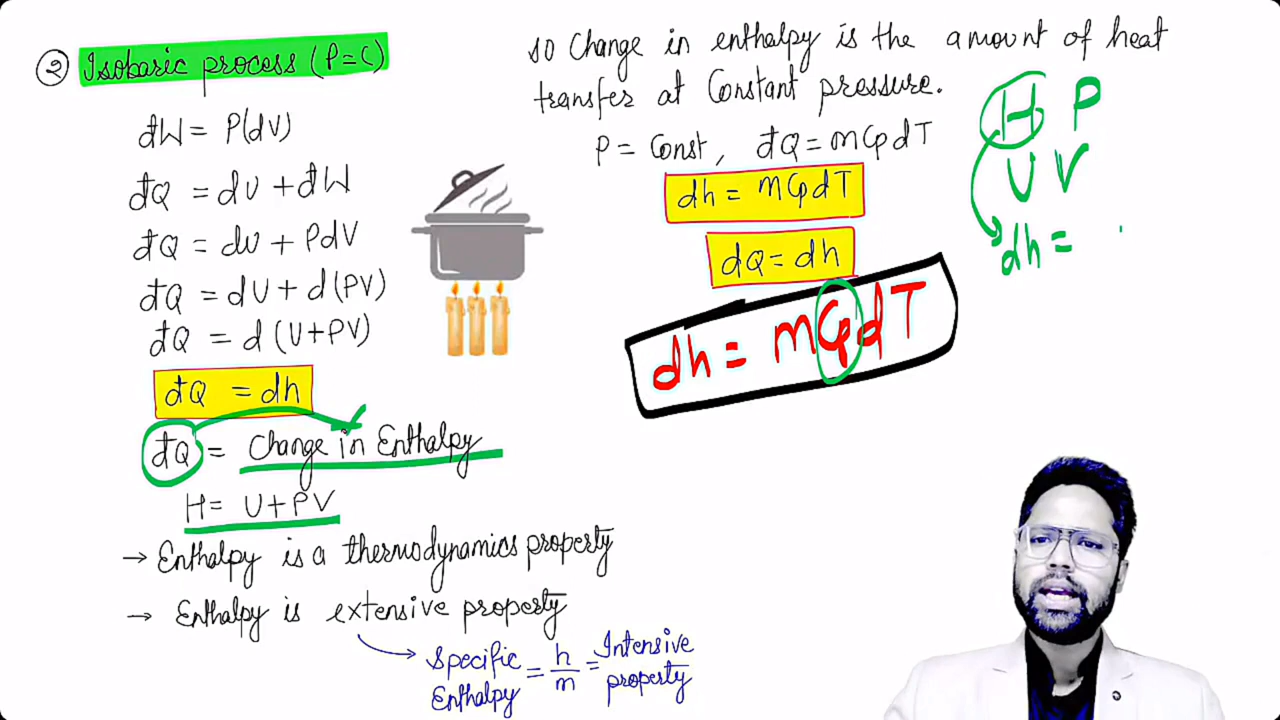 ② Isobaric process (P=C)
đW = P(dV)
đQ = dU + đW
đQ = dU + PdV
đQ = dU + d(PV)
đQ = d (U+PV)
đQ = dh
đQ = Change in Enthalpy
H = U+PV
→ Enthalpy is a thermodynamics property
→ Enthalpy is extensive property
Specific Enthalpy = h/m = Intensive property
so Change in enthalpy is the amount of heat
transfer at Constant pressure.
P = Const, đQ = mCpdT
dh = mCpdT
dQ = dh
dh = mCpdT
H P
U V
dh =